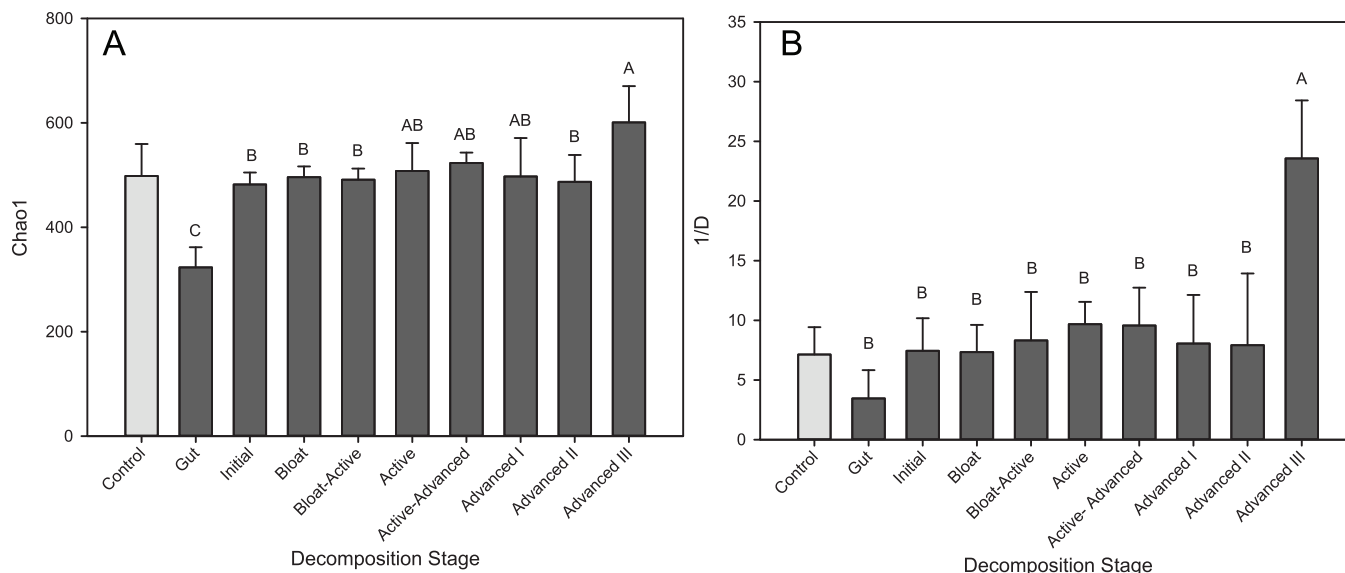 A
Chao1
800
600
400
200
0
C
B
B
B
AB
AB
AB
B
A
Control
Gut
Initial
Bloat
Bloat-Active
Active
Active-Advanced
Advanced I
Advanced II
Advanced III
Decomposition Stage
B
1/D
35
30
25
20
15
10
5
0
B
B
B
B
B
B
B
B
A
Control
Gut
Initial
Bloat
Bloat-Active
Active
Active- Advanced
Advanced I
Advanced II
Advanced III
Decomposition Stage